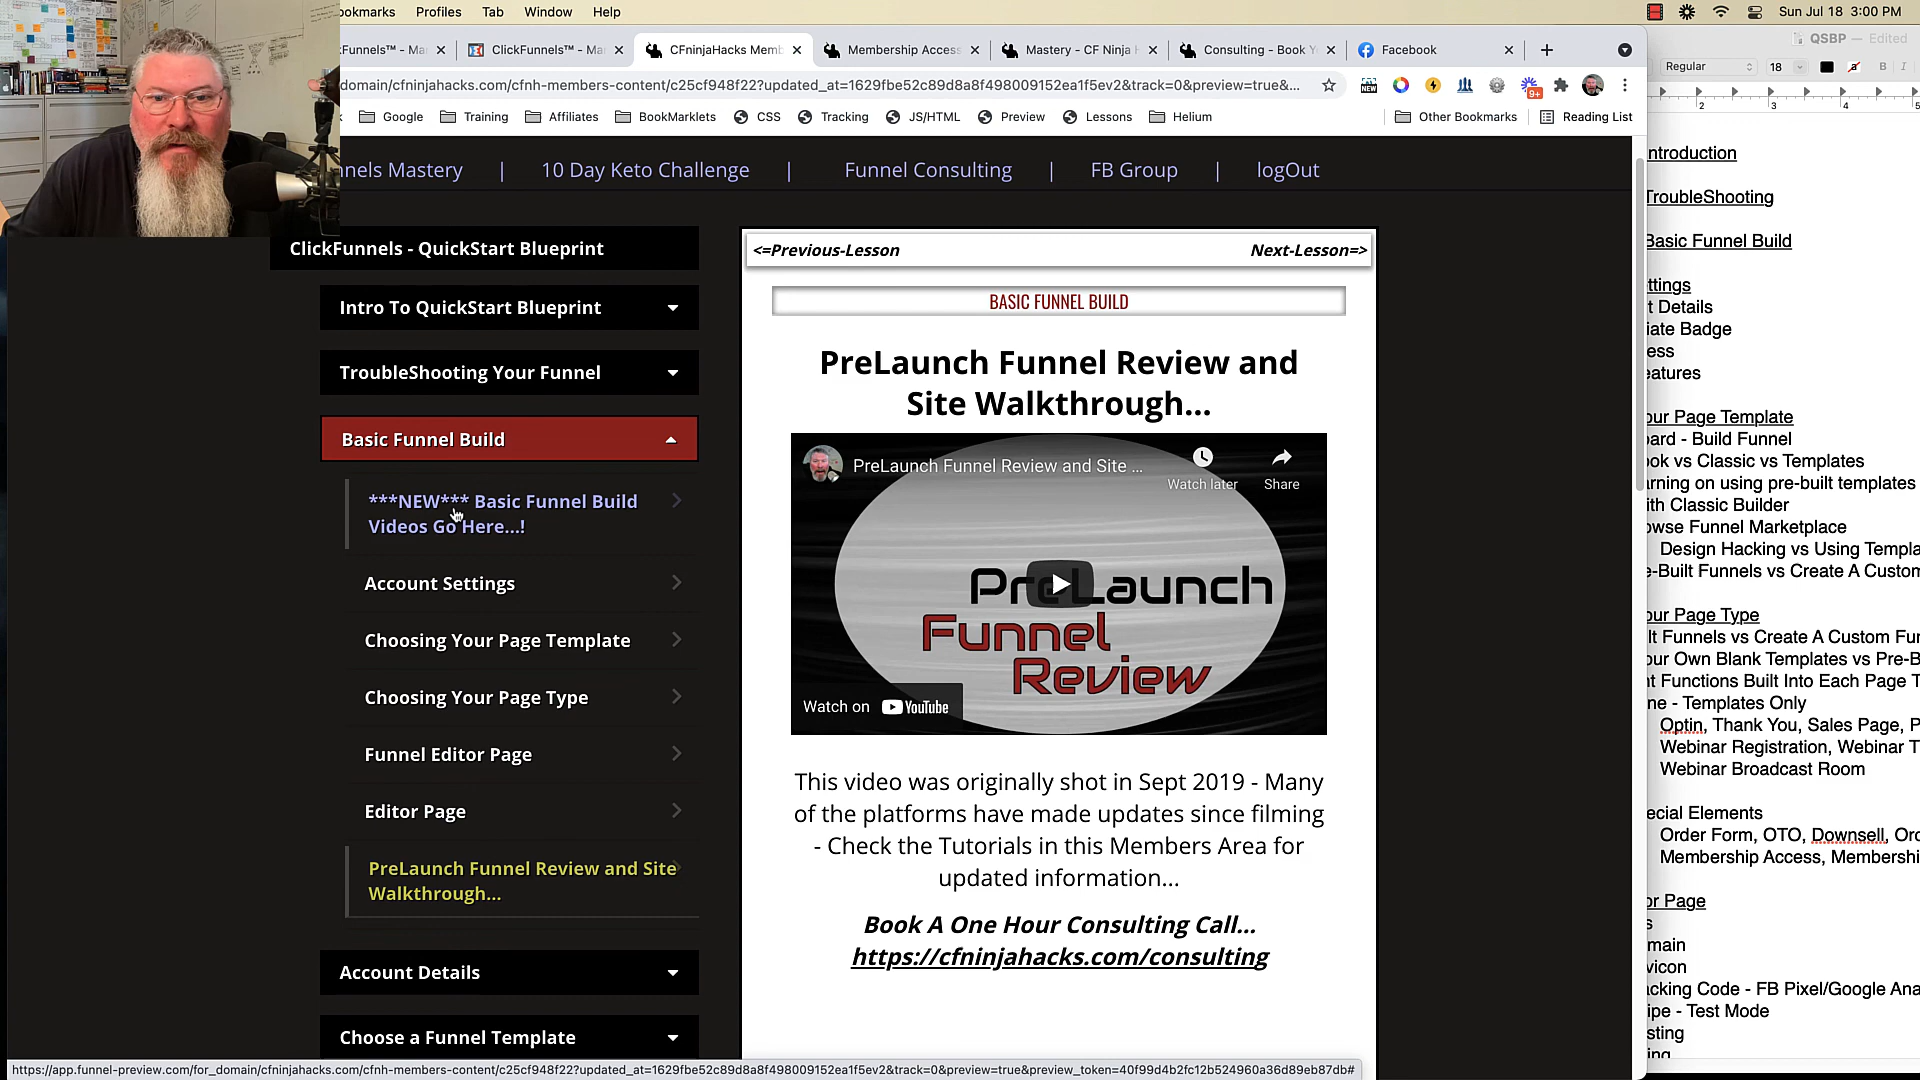 ookmarks Profiles Tab Window Help Sun Jul 18 3:00 PM
kFunnels™ - Ma ClickFunnels™ - Ma CFninjaHacks Mem Membership Access Mastery - CF Ninja H Consulting - Book Y Facebook
domain/cfninjahacks.com/cfnh-members-content/c25cf948f22?updated_at=1629fbe52c89d8a8f498009152ea1f5ev2&track=0&preview=true&...
NEW 9+
Google Training Affiliates BookMarklets CSS Tracking JS/HTML Preview Lessons Helium Other Bookmarks Reading List
nnels Mastery | 10 Day Keto Challenge | Funnel Consulting | FB Group | logOut
ClickFunnels - QuickStart Blueprint
Intro To QuickStart Blueprint
TroubleShooting Your Funnel
Basic Funnel Build
***NEW*** Basic Funnel Build
Videos Go Here...!
Account Settings
Choosing Your Page Template
Choosing Your Page Type
Funnel Editor Page
Editor Page
PreLaunch Funnel Review and Site
Walkthrough...
Account Details
Choose a Funnel Template
<=Previous-Lesson Next-Lesson=>
BASIC FUNNEL BUILD
PreLaunch Funnel Review and
Site Walkthrough...
PreLaunch Funnel Review and Site ...
Watch later Share
PreLaunch
Funnel
Review
Watch on YouTube
This video was originally shot in Sept 2019 - Many
of the platforms have made updates since filming
- Check the Tutorials in this Members Area for
updated information...
Book A One Hour Consulting Call...
https://cfninjahacks.com/consulting
https://app.funnel-preview.com/for_domain/cfninjahacks.com/cfnh-members-content/c25cf948f22?updated_at=1629fbe52c89d8a8f498009152ea1f5ev2&track=0&preview=true&preview_token=40f99d4b2fc12b524960a36d89eb87db#
QSBP — Edited
Regular 18 a B I
2 3 4 5
ntroduction
TroubleShooting
Basic Funnel Build
ttings
t Details
iate Badge
ess
eatures
our Page Template
oard - Build Funnel
ook vs Classic vs Templates
arning on using pre-built templates
ith Classic Builder
owse Funnel Marketplace
Design Hacking vs Using Templa
e-Built Funnels vs Create A Custom
our Page Type
lt Funnels vs Create A Custom Fun
our Own Blank Templates vs Pre-B
t Functions Built Into Each Page T
ne - Templates Only
Optin, Thank You, Sales Page, P
Webinar Registration, Webinar T
Webinar Broadcast Room
ecial Elements
Order Form, OTO, Downsell, Orc
Membership Access, Membershi
or Page
s
main
vicon
acking Code - FB Pixel/Google Ana
ipe - Test Mode
sting
ing